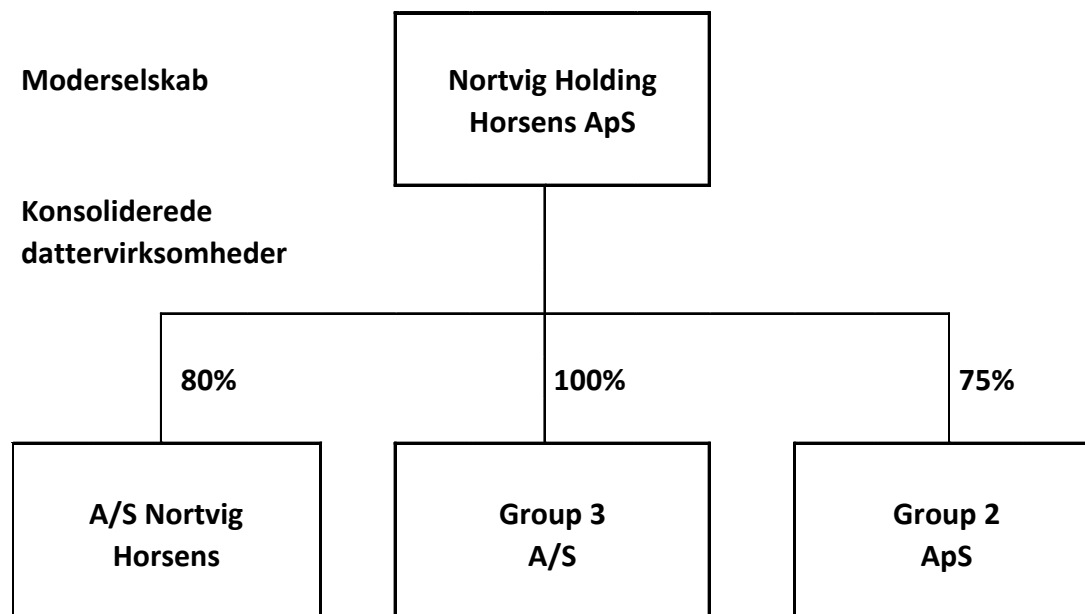 Moderselskab
Nortvig Holding
Horsens ApS
Konsoliderede
dattervirksomheder
80%
100%
75%
A/S Nortvig
Horsens
Group 3
A/S
Group 2
ApS